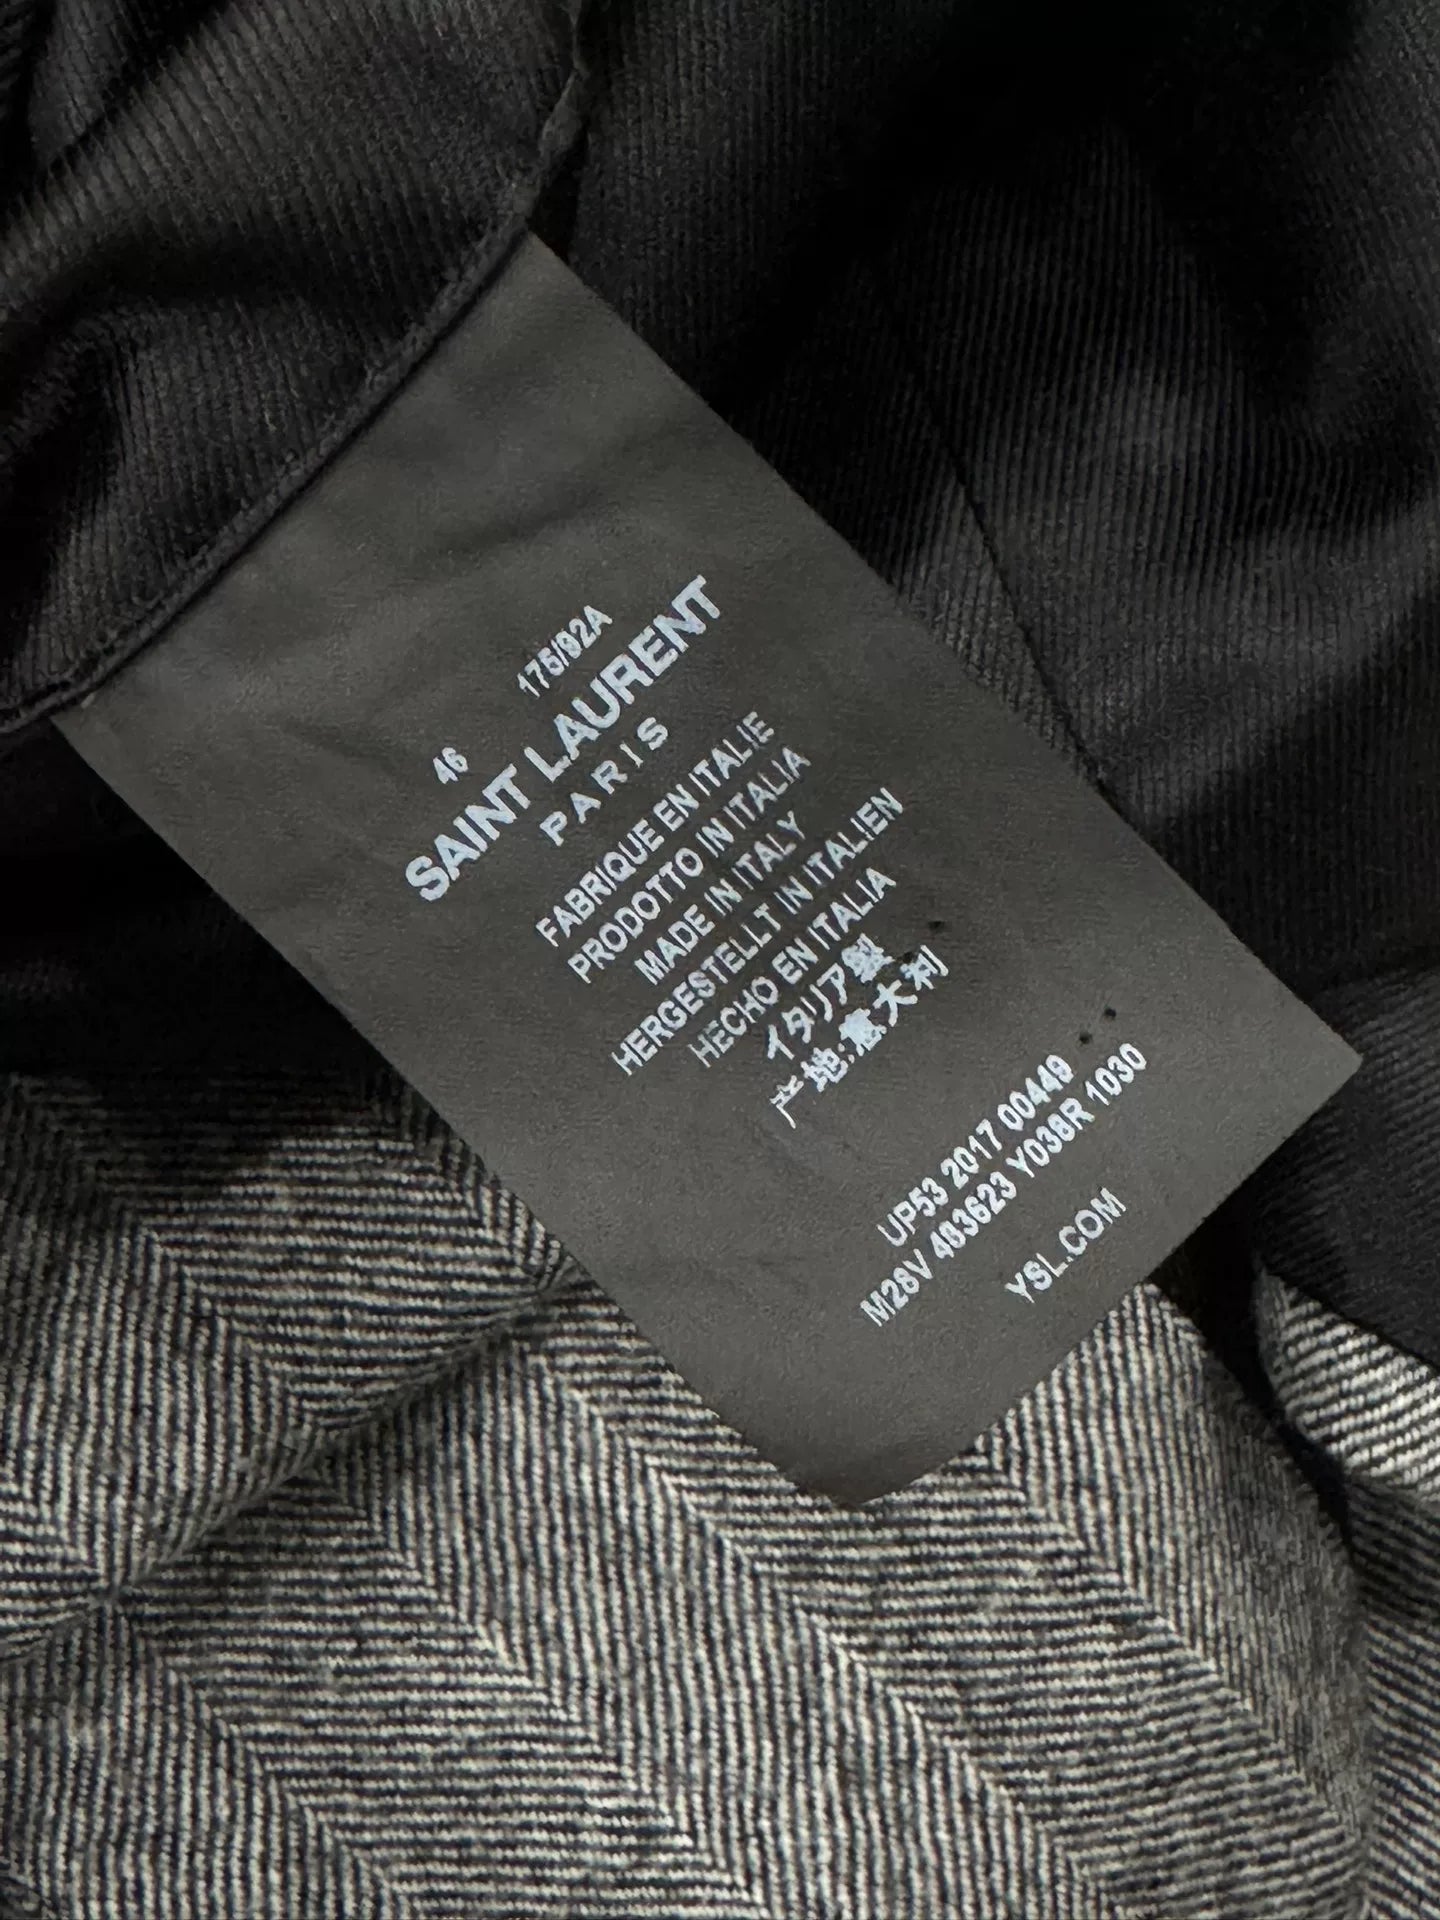 46 175/92A
SAINT LAURENT
PARIS
FABRIQUE EN ITALIE
PRODOTTO IN ITALIA
MADE IN ITALY
HERGESTELLT IN ITALIEN
HECHO EN ITALIA
イタリア製
产地:意大利
UP53 2017 00449
M28V 463623 Y038R 1030
YSL.COM